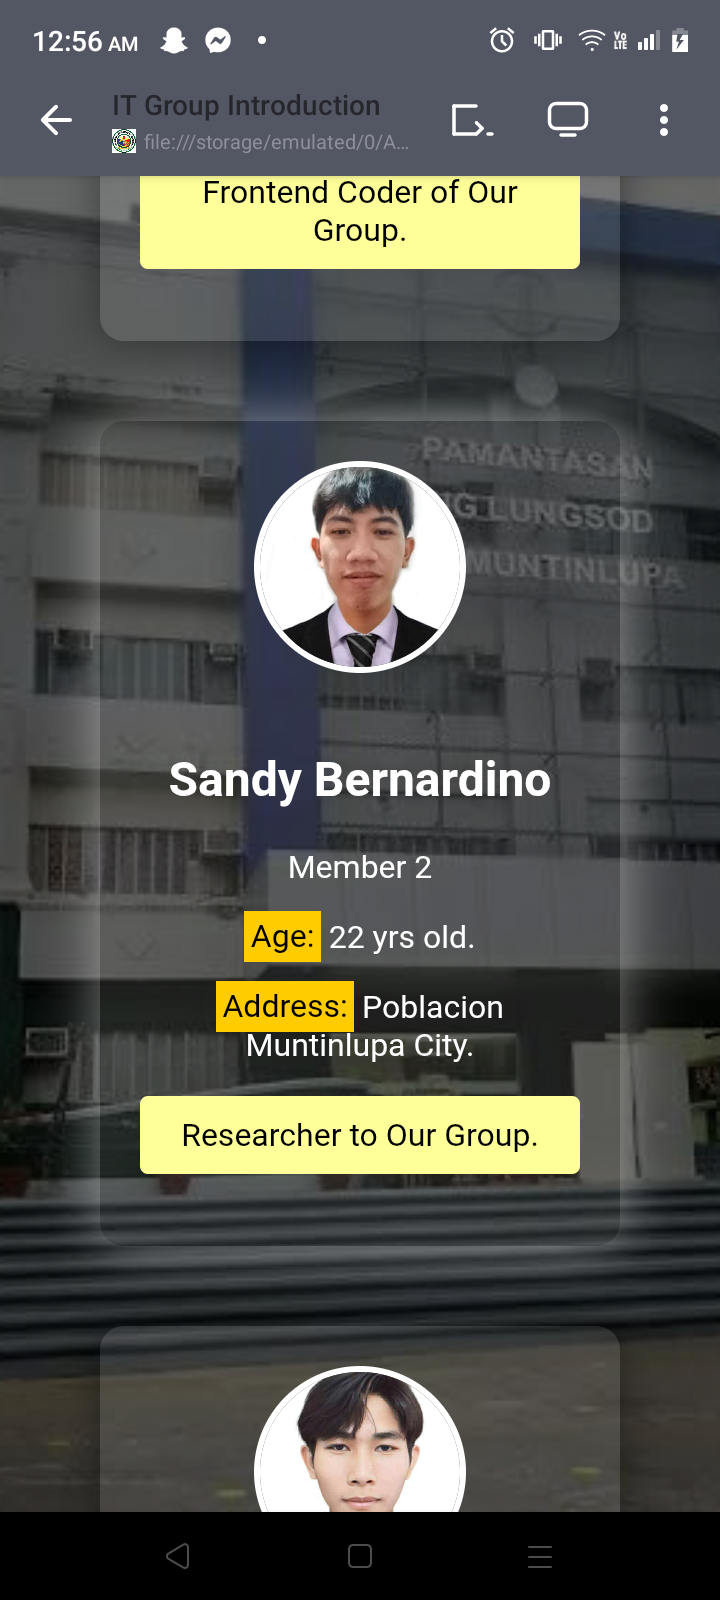 12:56 AM
VO
LTE
IT Group Introduction
file:///storage/emulated/0/A...
Frontend Coder of Our
Group.
PAMANTASAN
NG LUNGSOD
MUNTINLUPA
Sandy Bernardino
Member 2
Age: 22 yrs old.
Address: Poblacion
Muntinlupa City.
Researcher to Our Group.